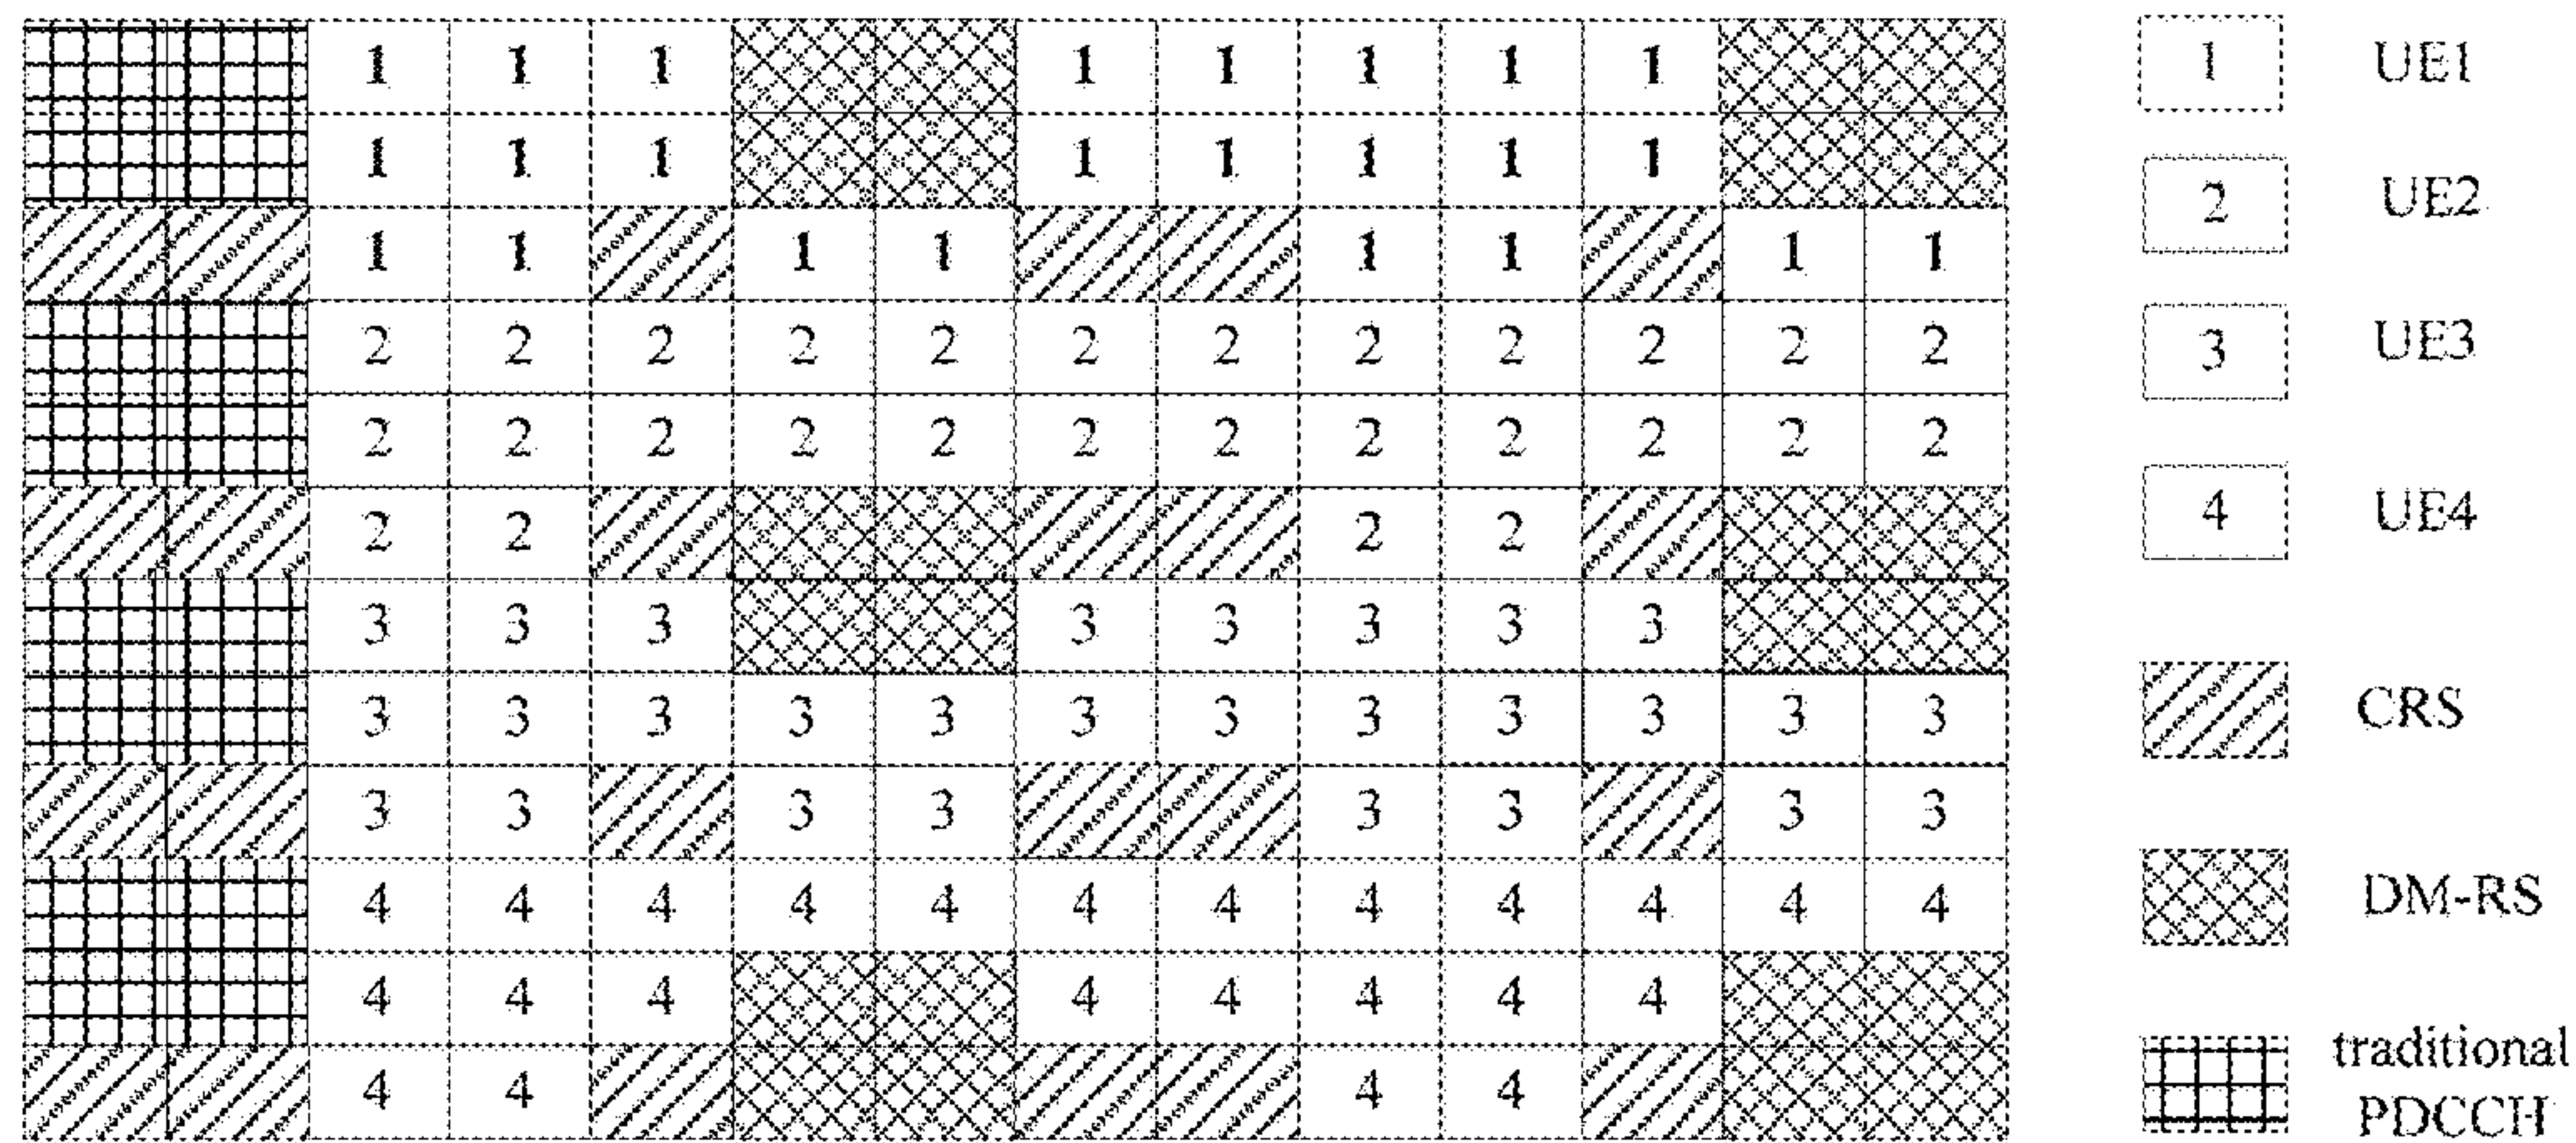 1 1 1 1 1 1 1 1
1 1 1 1 1 1 1 1
1 1 1 1 1 1 1 1
2 2 2 2 2 2 2 2 2 2 2 2
2 2 2 2 2 2 2 2 2 2 2 2
2 2 2 2
3 3 3 3 3 3 3 3
3 3 3 3 3 3 3 3 3 3 3 3
3 3 3 3 3 3 3 3
4 4 4 4 4 4 4 4 4 4 4 4
4 4 4 4 4 4 4 4
4 4 4 4
1 UE1
2 UE2
3 UE3
4 UE4
CRS
DM-RS
traditional
PDCCH